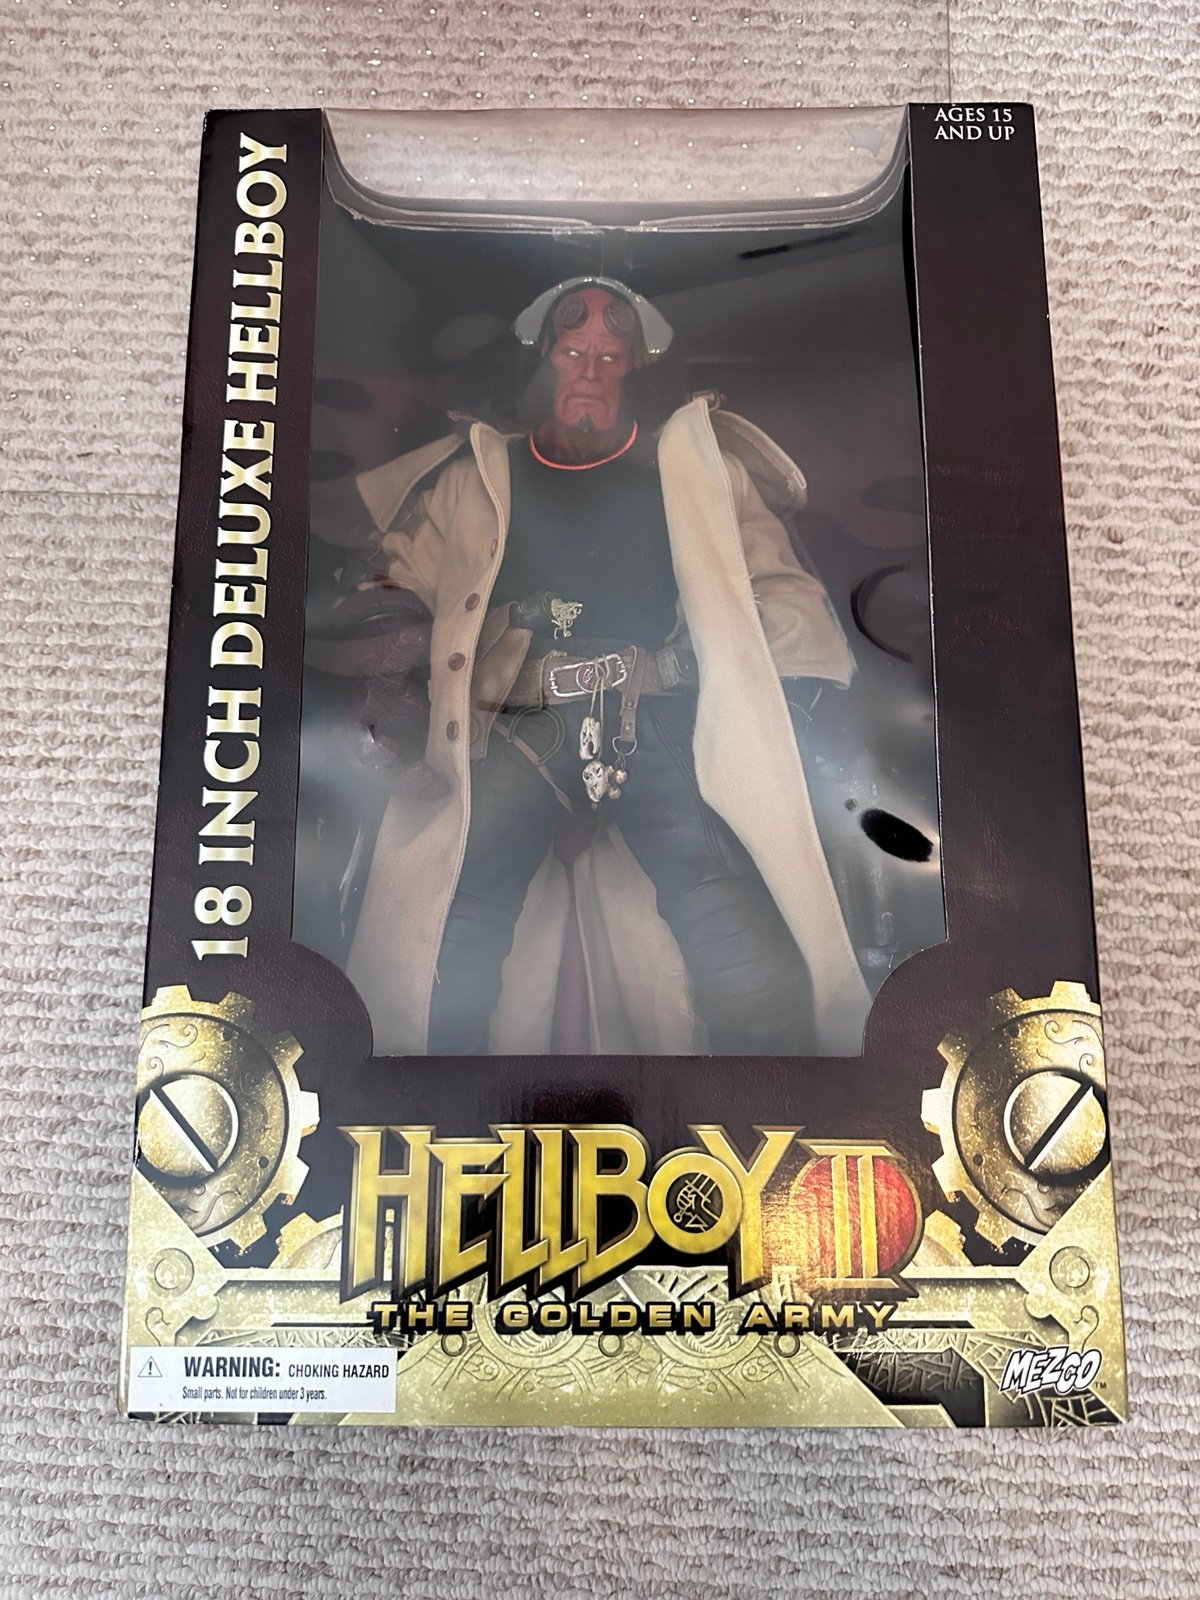 AGES 15
AND UP
18 INCH DELUXE HELLBOY
HELLBOY II
THE GOLDEN ARMY
WARNING: CHOKING HAZARD
Small parts. Not for children under 3 years.
MEZCO™